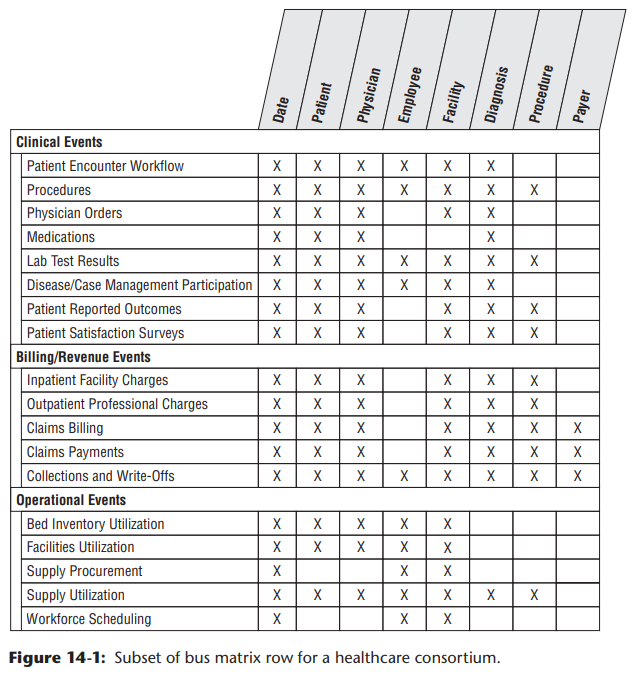 Date Patient Physician Employee Facility Diagnosis Procedure Payer
Clinical Events
Patient Encounter Workflow X X X X X X
Procedures X X X X X X X
Physician Orders X X X X X
Medications X X X X
Lab Test Results X X X X X X X
Disease/Case Management Participation X X X X X X
Patient Reported Outcomes X X X X X X
Patient Satisfaction Surveys X X X X X X
Billing/Revenue Events
Inpatient Facility Charges X X X X X X
Outpatient Professional Charges X X X X X X
Claims Billing X X X X X X X
Claims Payments X X X X X X X
Collections and Write-Offs X X X X X X X X
Operational Events
Bed Inventory Utilization X X X X X
Facilities Utilization X X X X X
Supply Procurement X X X
Supply Utilization X X X X X X X
Workforce Scheduling X X X
Figure 14-1: Subset of bus matrix row for a healthcare consortium.